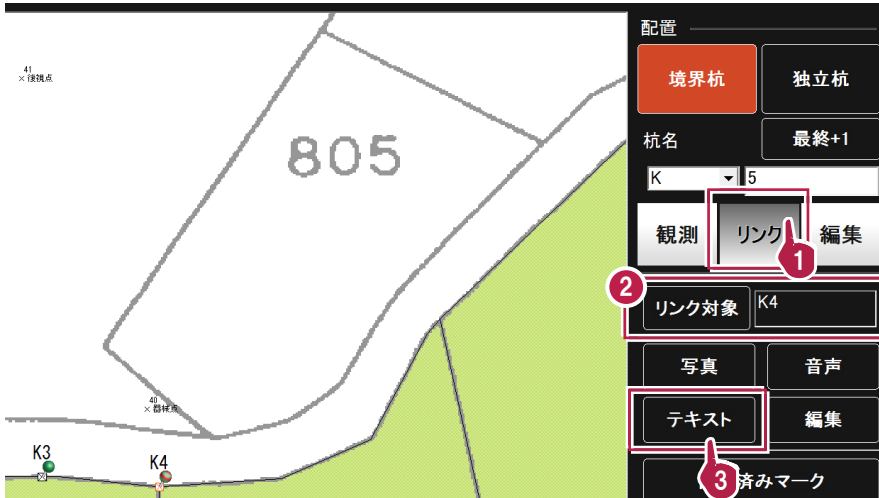 配置
境界杭
独立杭
杭名
最終+1
K
5
観測
リンク
編集
1
2
リンク対象
K4
写真
音声
テキスト
編集
3
済みマーク
41
後視点
805
40
器械点
K3
K4